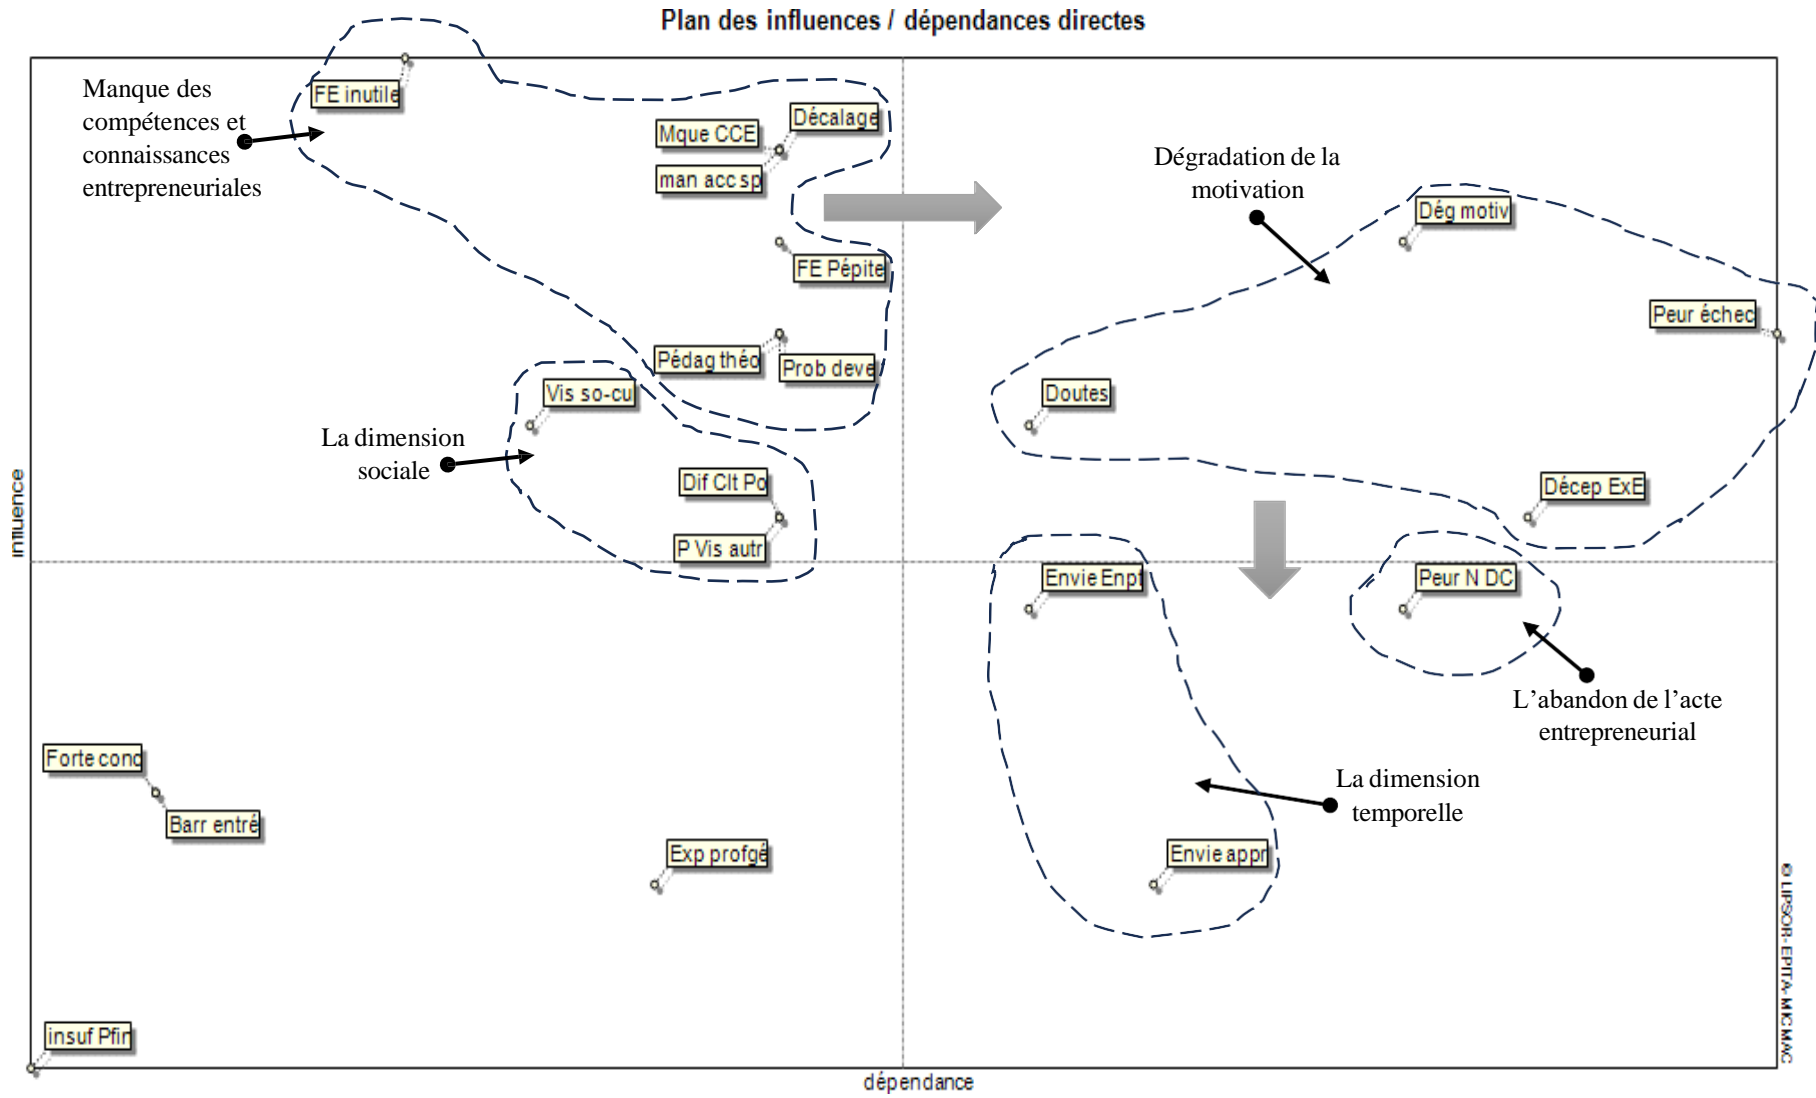 Plan des influences / dépendances directes
Manque des
compétences et
connaissances
entrepreneuriales
FE inutile
Décalage
Mque CCE
man acc sp
Dégradation de la
motivation
Dég motiv
FE Pépite
Peur échec
Pédag théo
Prob deve
Vis so-cu
Doutes
La dimension
sociale
Dif Clt Po
Décep ExE
P Vis autr
influence
Envie Enpt
Peur N DC
L'abandon de l'acte
entrepreneurial
Forte cond
La dimension
temporelle
Barr entré
Exp profgé
Envie appr
© LIPSOR-EPITA-MICMAC
insuf Pfin
dépendance